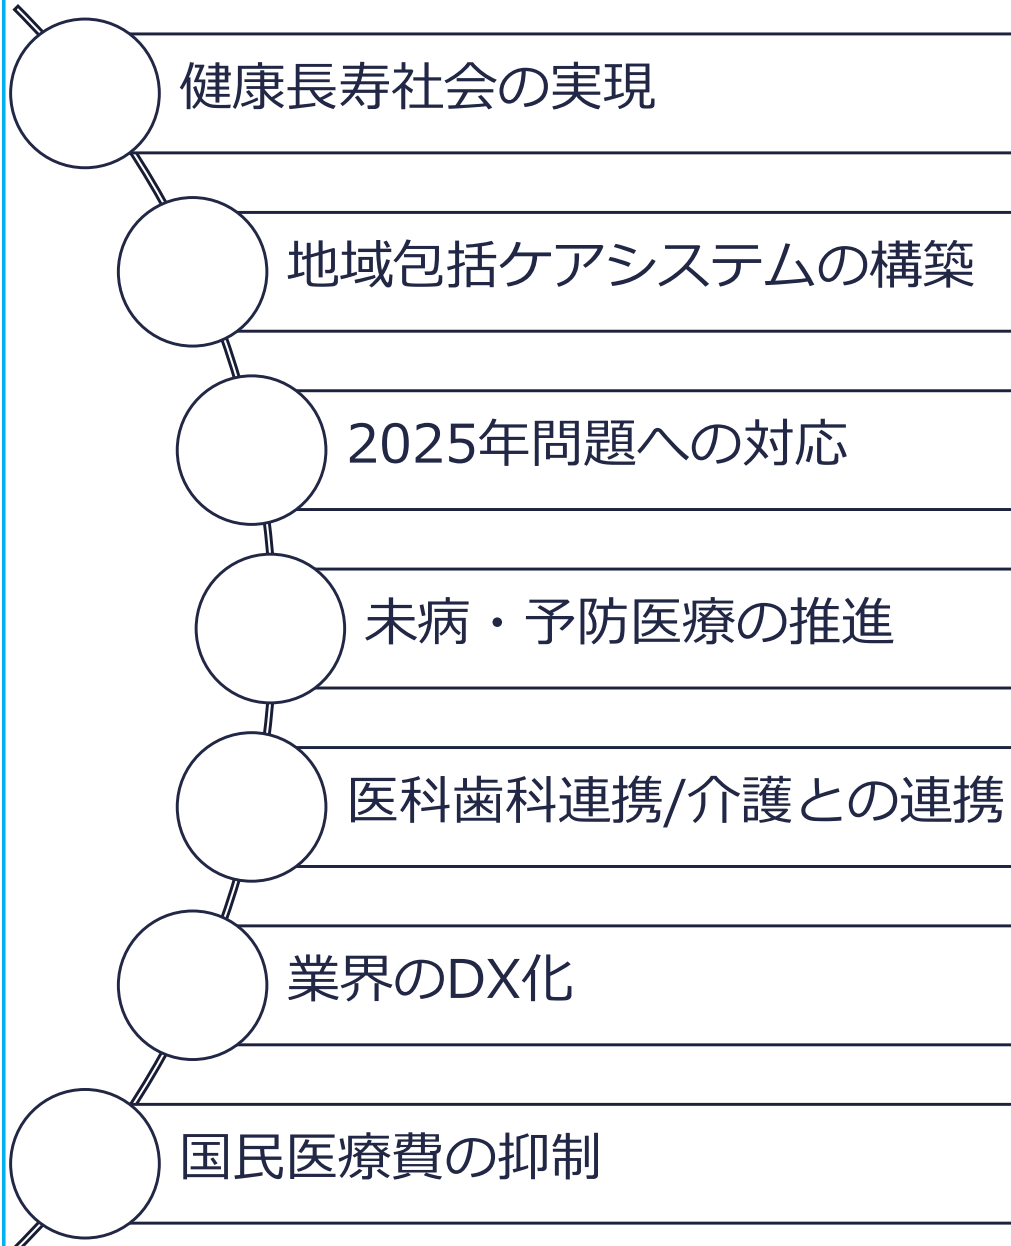 健康長寿社会の実現
地域包括ケアシステムの構築
2025年問題への対応
未病・予防医療の推進
医科歯科連携/介護との連携
業界のDX化
国民医療費の抑制